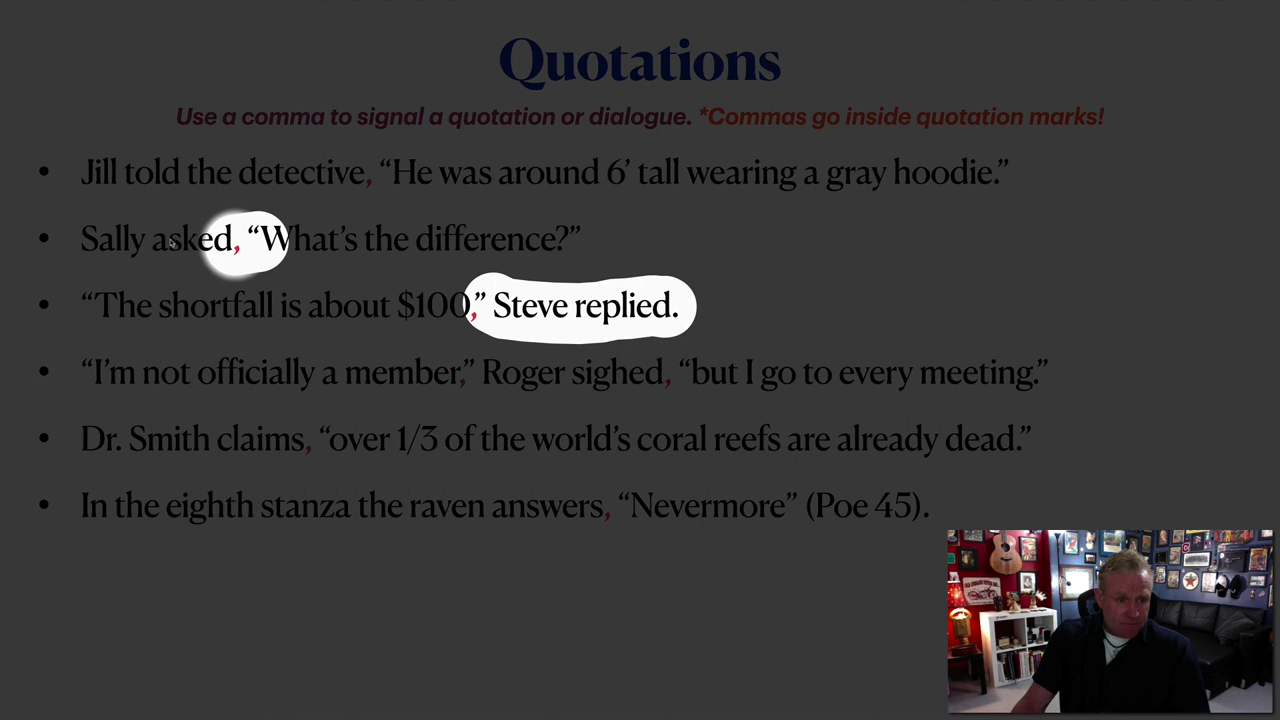 Quotations
Use a comma to signal a quotation or dialogue. *Commas go inside quotation marks!
• Jill told the detective, “He was around 6’ tall wearing a gray hoodie.”
• Sally asked, “What’s the difference?”
• “The shortfall is about $100,” Steve replied.
• “I’m not officially a member,” Roger sighed, “but I go to every meeting.”
• Dr. Smith claims, “over 1/3 of the world’s coral reefs are already dead.”
• In the eighth stanza the raven answers, “Nevermore” (Poe 45).